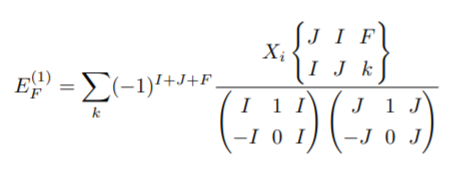 $E_F^{(1)} = \sum_k (-1)^{I+J+F} \frac{X_i \begin{Bmatrix} J & I & F \\ I & J & k \end{Bmatrix}}{\begin{pmatrix} I & 1 & I \\ -I & 0 & I \end{pmatrix} \begin{pmatrix} J & 1 & J \\ -J & 0 & J \end{pmatrix}}$